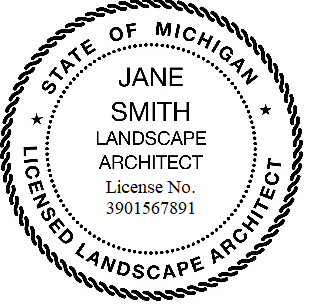 STATE OF MICHIGAN
JANE
SMITH
LANDSCAPE
ARCHITECT
License No.
3901567891
LICENSED LANDSCAPE ARCHITECT